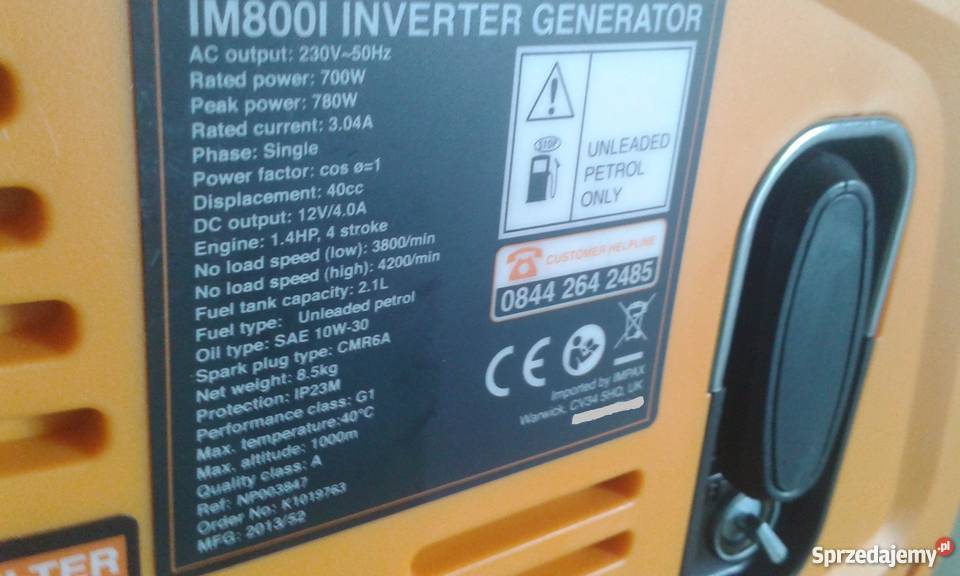 IM800I INVERTER GENERATOR
AC output: 230V~50Hz
Rated power: 700W
Peak power: 780W
Rated current: 3.04A
Phase: Single
Power factor: cos ø=1
Displacement: 40cc
DC output: 12V/4.0A
Engine: 1.4HP, 4 stroke
No load speed (low): 3800/min
No load speed (high): 4200/min
Fuel tank capacity: 2.1L
Fuel type: Unleaded petrol
Oil type: SAE 10W-30
Spark plug type: CMR6A
Net weight: 8.5kg
Protection: IP23M
Performance class: G1
Max. temperature:40°C
Max. altitude: 1000m
Quality class: A
Ref: NP003847
Order No: K1019763
MFG: 2013/52
STOP
UNLEADED
PETROL
ONLY
CUSTOMER HELPLINE
0844 264 2485
CE
Imported by IMPAX
Warwick, CV34 5HQ, UK
LTER
Sprzedajemy.pl